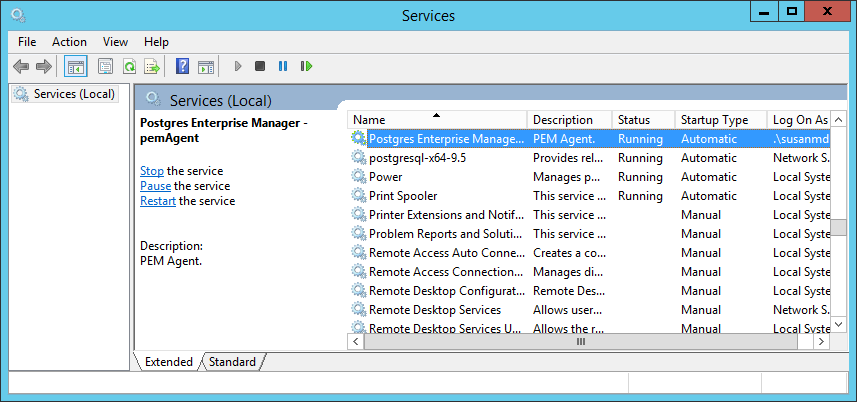 Services
File Action View Help
Services (Local)
Services (Local)
Postgres Enterprise Manager -
pemAgent
Stop the service
Pause the service
Restart the service
Description:
PEM Agent.
Name Description Status Startup Type Log On As
Postgres Enterprise Manage... PEM Agent. Running Automatic .\susanmd
postgresql-x64-9.5 Provides rel... Running Automatic Network S.
Power Manages p... Running Automatic Local Syste
Print Spooler This service ... Running Automatic Local Syste
Printer Extensions and Notif... This service ... Manual Local Syste
Problem Reports and Soluti... This service ... Manual Local Syste
Remote Access Auto Conne... Creates a co... Manual Local Syste
Remote Access Connection... Manages di... Manual Local Syste
Remote Desktop Configurat... Remote Des... Manual Local Syste
Remote Desktop Services Allows user... Manual Network S.
Remote Desktop Services U... Allows the r... Manual Local Syste
Extended Standard